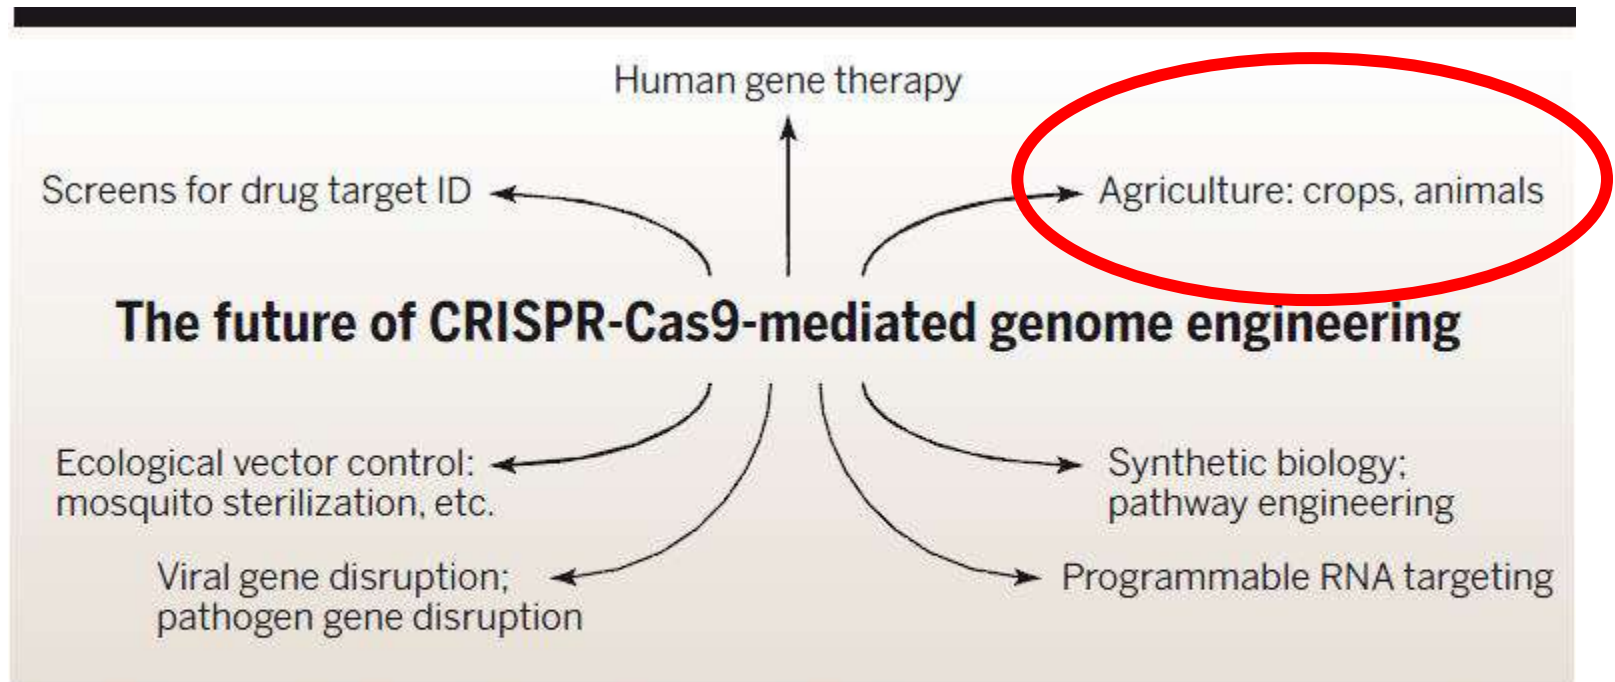 Human gene therapy
Screens for drug target ID
Agriculture: crops, animals
The future of CRISPR-Cas9-mediated genome engineering
Ecological vector control:
mosquito sterilization, etc.
Synthetic biology;
pathway engineering
Viral gene disruption;
pathogen gene disruption
Programmable RNA targeting